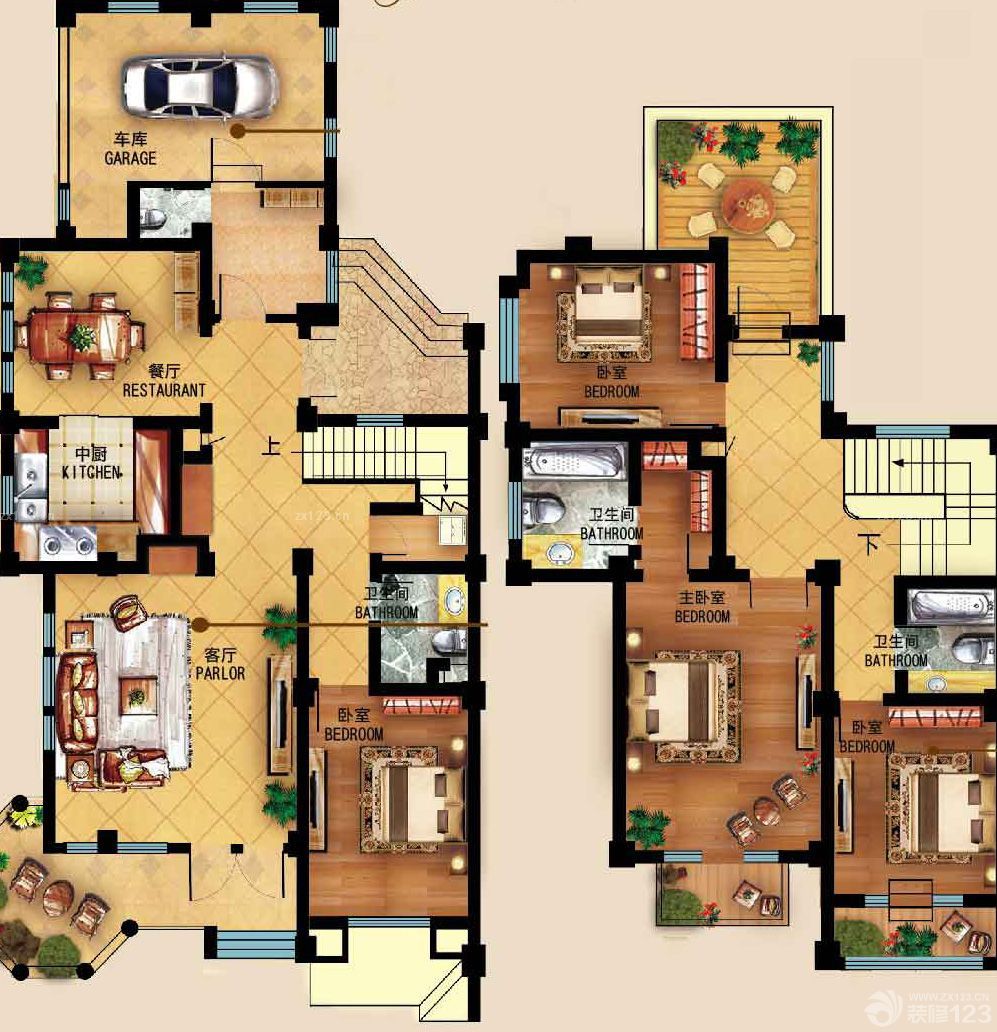 车库
GARAGE
餐厅
RESTAURANT
中厨
KITCHEN
上
zx123.cn
卫生间
BATHROOM
客厅
PARLOR
卧室
BEDROOM
卧室
BEDROOM
卫生间
BATHROOM
下
主卧室
BEDROOM
卫生间
BATHROOM
卧室
BEDROOM
WWW.ZX123.CN
装修123